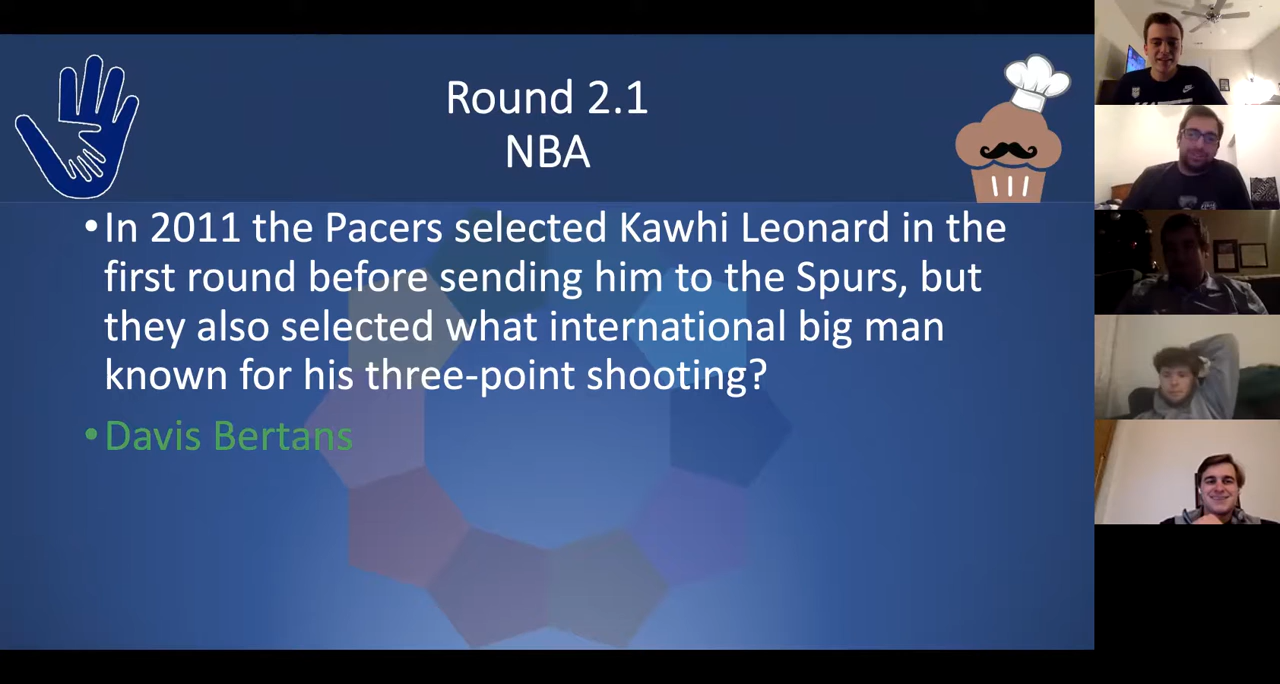 Round 2.1
NBA
•In 2011 the Pacers selected Kawhi Leonard in the
first round before sending him to the Spurs, but
they also selected what international big man
known for his three-point shooting?
•Davis Bertans